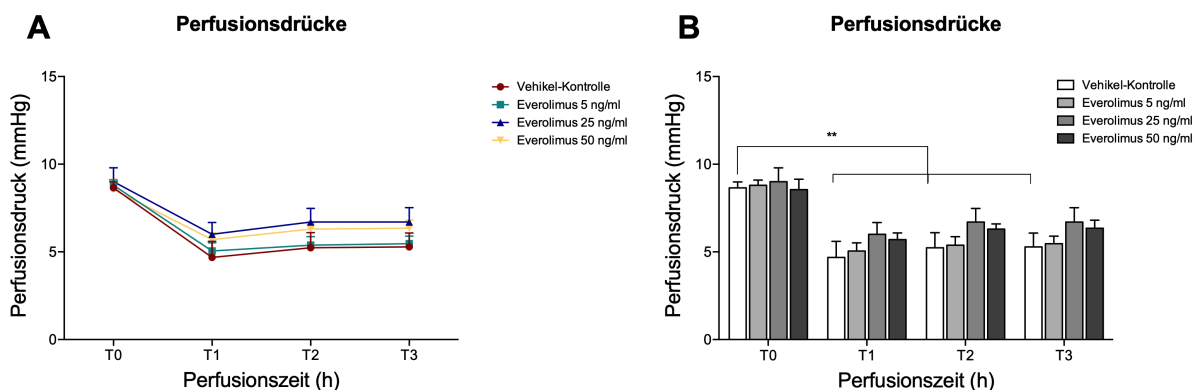 A
Perfusionsdrücke
Perfusionsdruck (mmHg)
15
10
5
0
T0
T1
T2
T3
Perfusionszeit (h)
Vehikel-Kontrolle
Everolimus 5 ng/ml
Everolimus 25 ng/ml
Everolimus 50 ng/ml
B
Perfusionsdrücke
Perfusionsdruck (mmHg)
15
10
5
0
**
T0
T1
T2
T3
Perfusionszeit (h)
Vehikel-Kontrolle
Everolimus 5 ng/ml
Everolimus 25 ng/ml
Everolimus 50 ng/ml